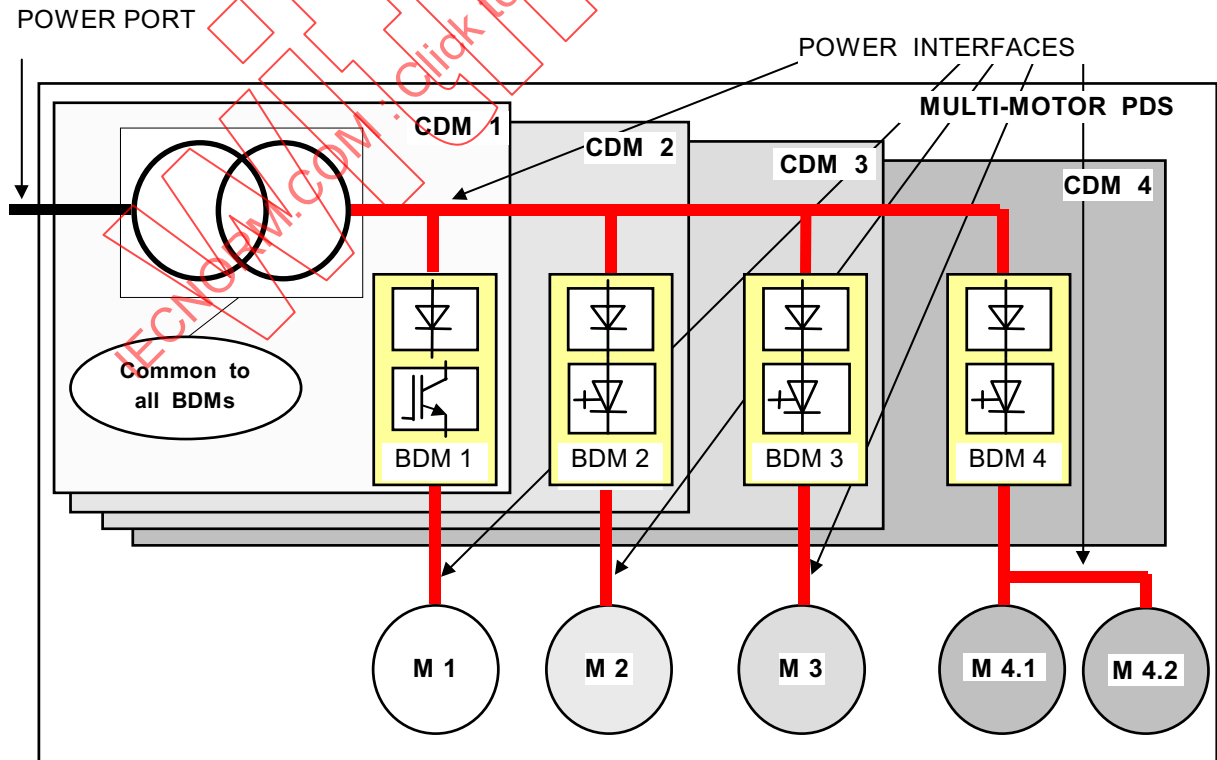 POWER PORT
POWER INTERFACES
MULTI-MOTOR PDS
CDM 1
CDM 2
CDM 3
CDM 4
Common to
all BDMs
BDM 1
BDM 2
BDM 3
BDM 4
M 1
M 2
M 3
M 4.1
M 4.2
IECNORM.COM : Click to